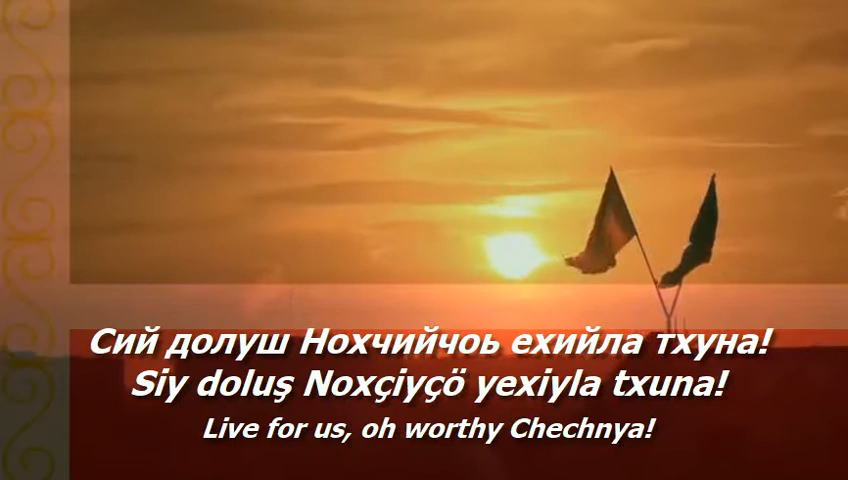 Сий долуш Нохчийчоь ехийла тхуна!
Siy doluş Noxçiyçö yexiyla txuna!
Live for us, oh worthy Chechnya!